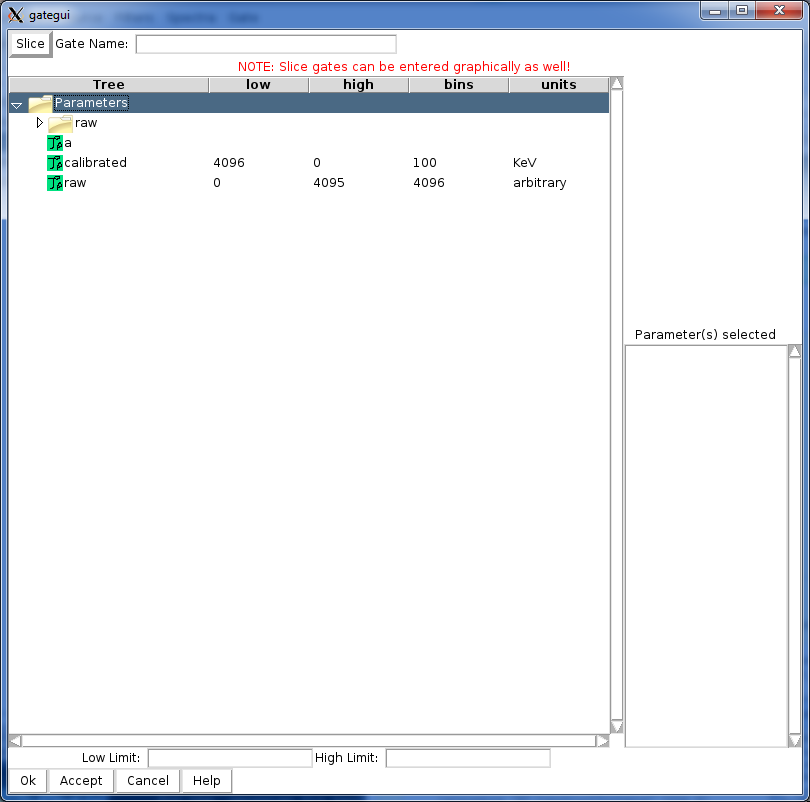 gategui
Slice Gate Name:
NOTE: Slice gates can be entered graphically as well!
Tree low high bins units
Parameters
raw
a
calibrated 4096 0 100 KeV
raw 0 4095 4096 arbitrary
Parameter(s) selected
Low Limit: High Limit:
Ok Accept Cancel Help